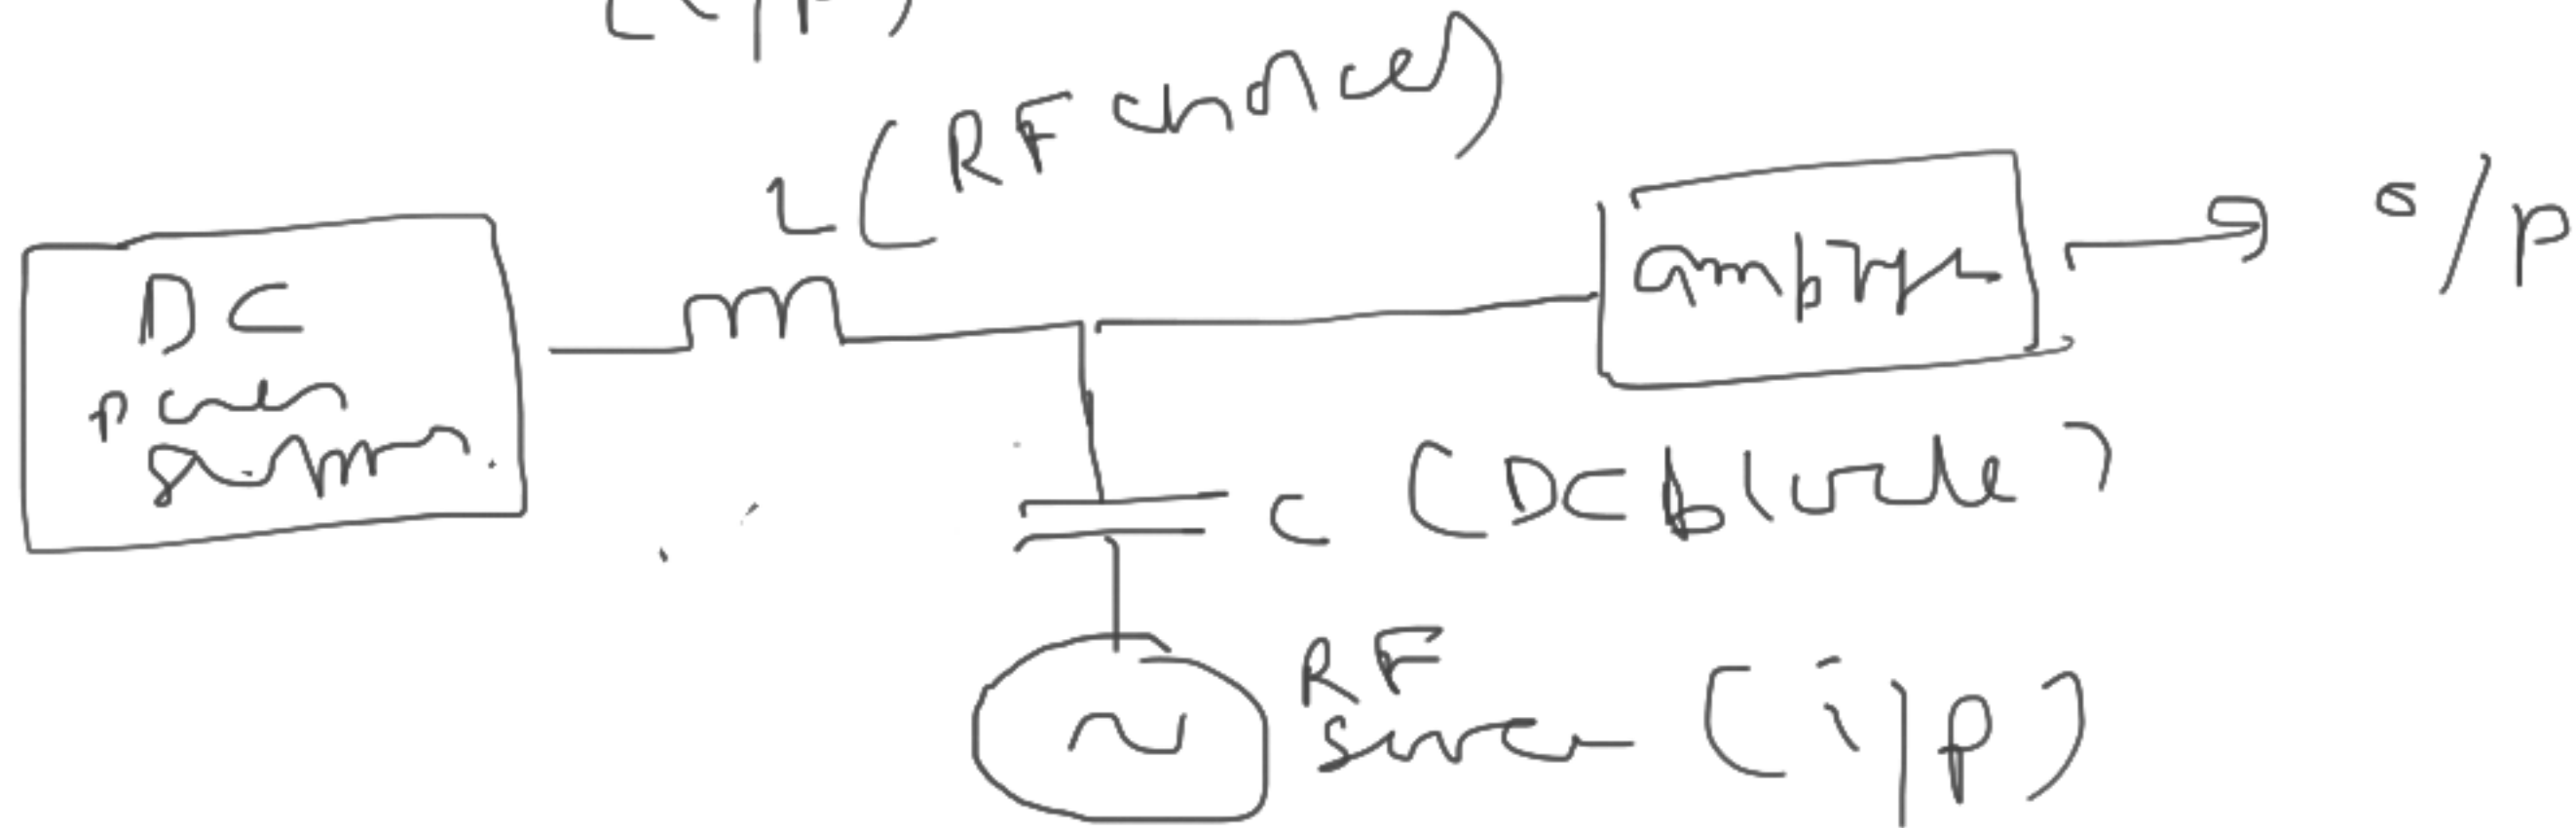 (i/p)
L (RF choke)
DC
power
supply
amplifier
o/p
C (DC block)
RF
source (i/p)